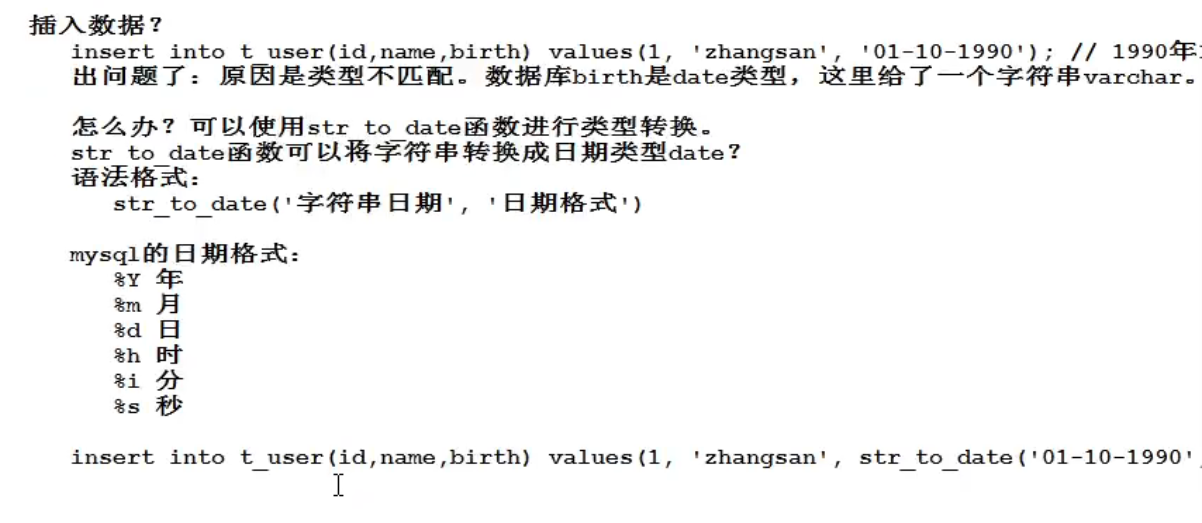 插入数据？
insert into t_user(id,name,birth) values(1, 'zhangsan', '01-10-1990'); // 1990年
出问题了：原因是类型不匹配。数据库birth是date类型，这里给了一个字符串varchar。
怎么办？可以使用str_to_date函数进行类型转换。
str_to_date函数可以将字符串转换成日期类型date？
语法格式：
str_to_date('字符串日期', '日期格式')
mysql的日期格式：
%Y 年
%m 月
%d 日
%h 时
%i 分
%s 秒
insert into t_user(id,name,birth) values(1, 'zhangsan', str_to_date('01-10-1990',